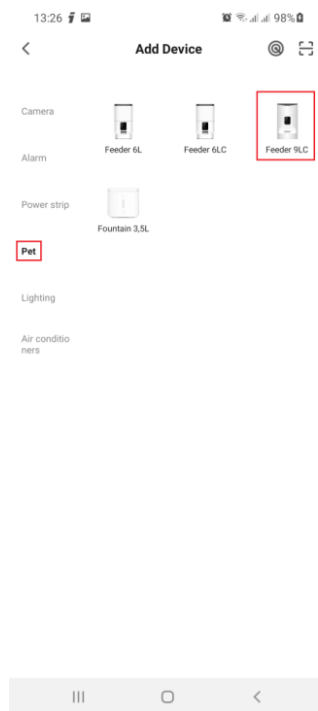 13:26 98%
Add Device
Camera
Alarm
Power strip
Pet
Lighting
Air conditio
ners
Feeder 6L Feeder 6LC Feeder 9LC
Fountain 3,5L